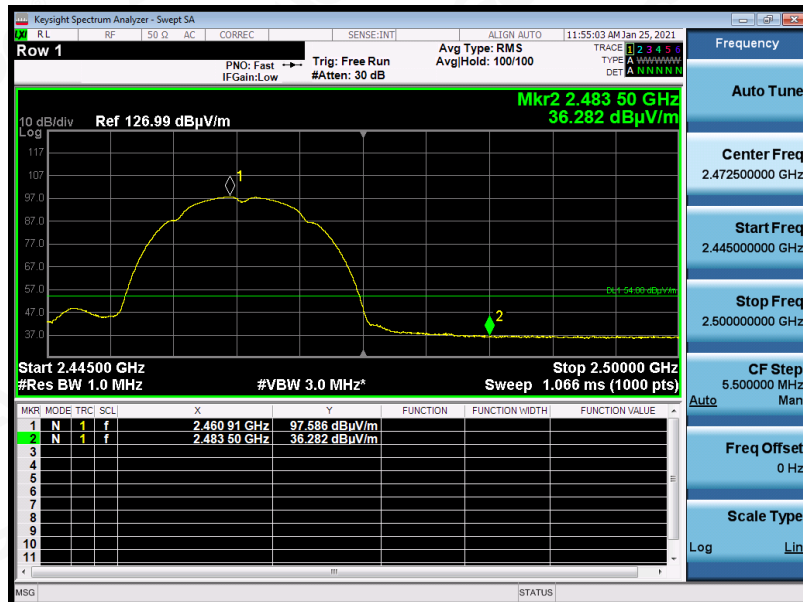 Keysight Spectrum Analyzer - Swept SA
LXI RL RF 50 Ω AC CORREC SENSE:INT ALIGN AUTO 11:55:03 AM Jan 25, 2021
Row 1
PNO: Fast
IFGain:Low
Trig: Free Run
#Atten: 30 dB
Avg Type: RMS
Avg|Hold: 100/100
TRACE 1 2 3 4 5 6
TYPE A WWWWW
DET A N N N N N
Mkr2 2.483 50 GHz
36.282 dBµV/m
10 dB/div Ref 126.99 dBµV/m
Log
117
107
97.0
87.0
77.0
67.0
57.0
47.0
37.0
1
2
DL1 54.00 dBµV/m
Start 2.44500 GHz Stop 2.50000 GHz
#Res BW 1.0 MHz #VBW 3.0 MHz* Sweep 1.066 ms (1000 pts)
MKR MODE TRC SCL X Y FUNCTION FUNCTION WIDTH FUNCTION VALUE
1 N 1 f 2.460 91 GHz 97.586 dBµV/m
2 N 1 f 2.483 50 GHz 36.282 dBµV/m
3
4
5
6
7
8
9
10
11
MSG STATUS
Frequency
Auto Tune
Center Freq
2.472500000 GHz
Start Freq
2.445000000 GHz
Stop Freq
2.500000000 GHz
CF Step
5.500000 MHz
Auto Man
Freq Offset
0 Hz
Scale Type
Log Lin